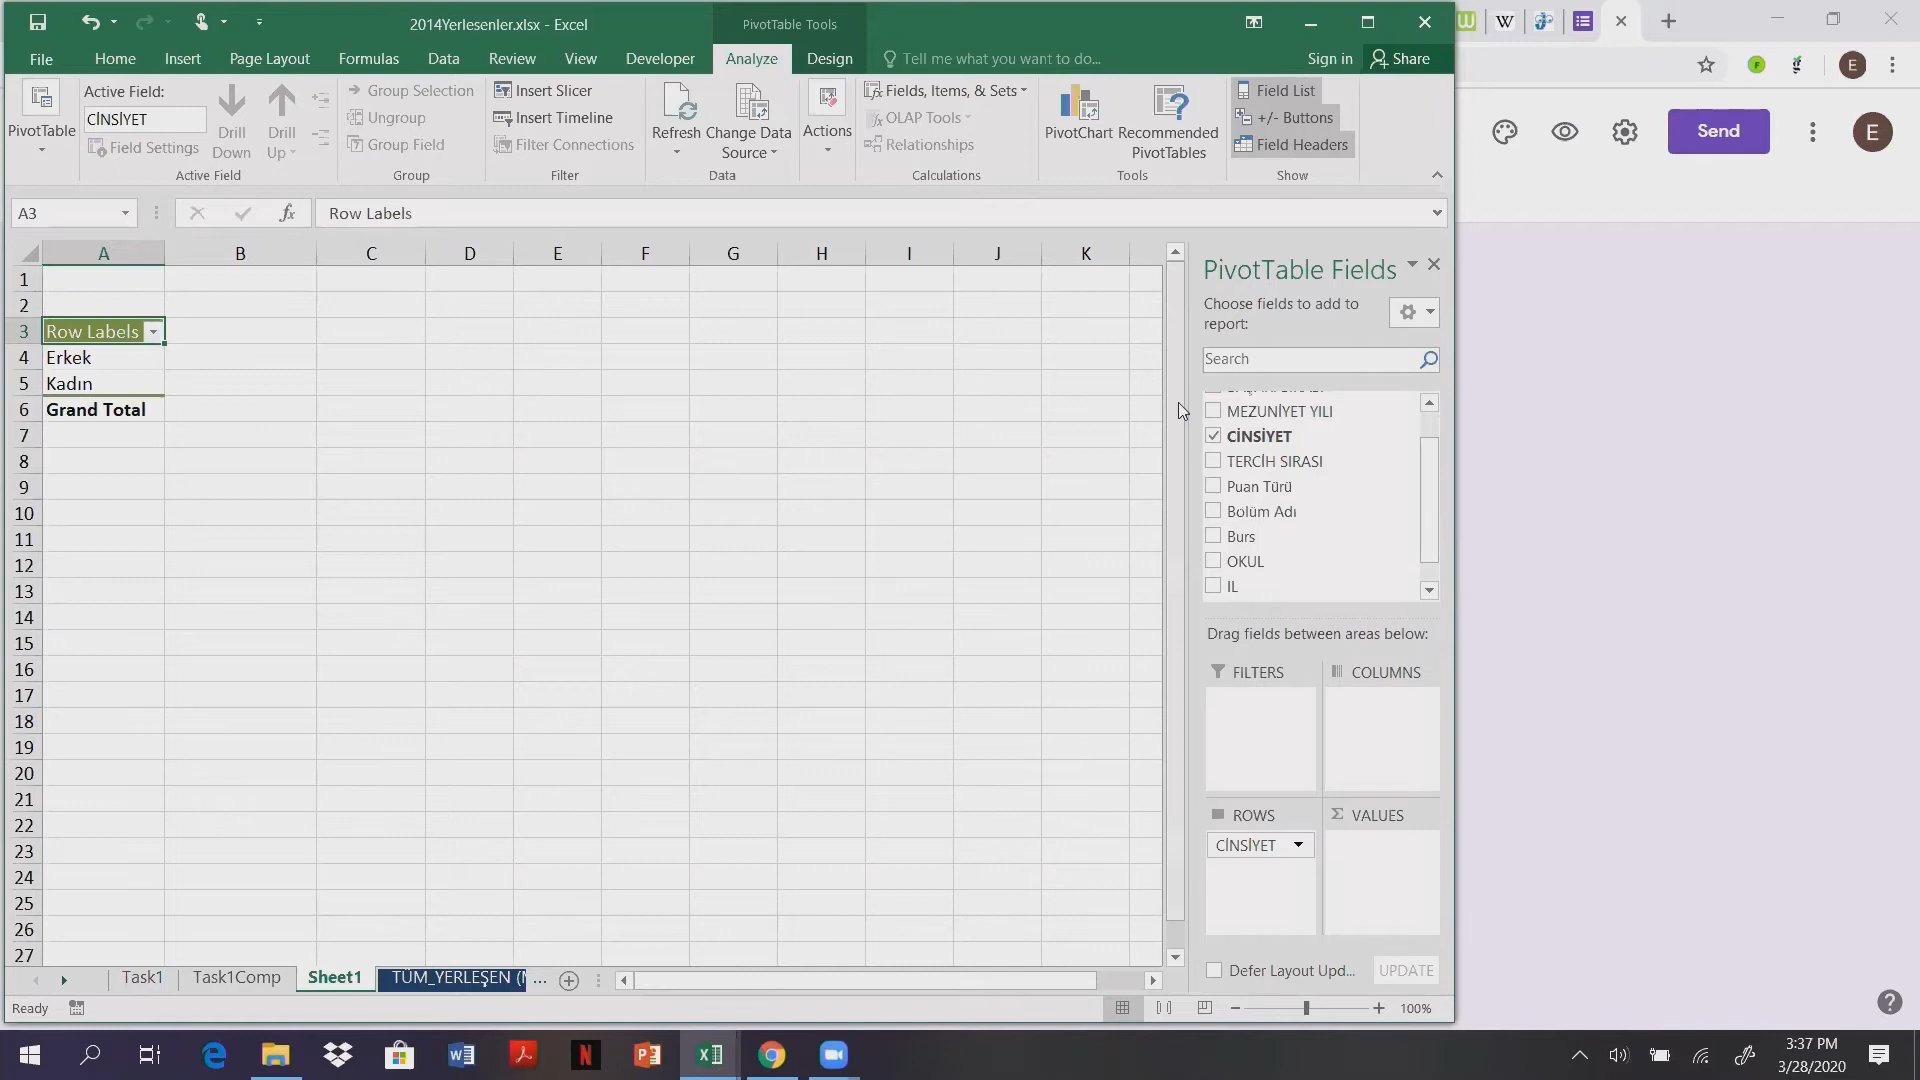 2014Yerlesenler.xlsx - Excel
PivotTable Tools
File
Home
Insert
Page Layout
Formulas
Data
Review
View
Developer
Analyze
Design
Tell me what you want to do...
Sign in
Share
PivotTable
Active Field:
CİNSİYET
Field Settings
Drill Down
Drill Up
Active Field
Group Selection
Ungroup
Group Field
Group
Insert Slicer
Insert Timeline
Filter Connections
Filter
Refresh
Change Data Source
Data
Actions
Fields, Items, & Sets
OLAP Tools
Relationships
Calculations
PivotChart
Recommended PivotTables
Tools
Field List
+/- Buttons
Field Headers
Show
Send
E
E
A3
fx
Row Labels
A B C D E F G H I J K
1
2
3 Row Labels
4 Erkek
5 Kadın
6 Grand Total
7
8
9
10
11
12
13
14
15
16
17
18
19
20
21
22
23
24
25
26
27
PivotTable Fields
Choose fields to add to
report:
Search
MEZUNİYET YILI
CİNSİYET
TERCİH SIRASI
Puan Türü
Bolüm Adı
Burs
OKUL
IL
Drag fields between areas below:
FILTERS
COLUMNS
ROWS
VALUES
CİNSİYET
Defer Layout Upd...
UPDATE
Task1
Task1Comp
Sheet1
TÜM_YERLEŞEN (
...
Ready
100%
3:37 PM
3/28/2020